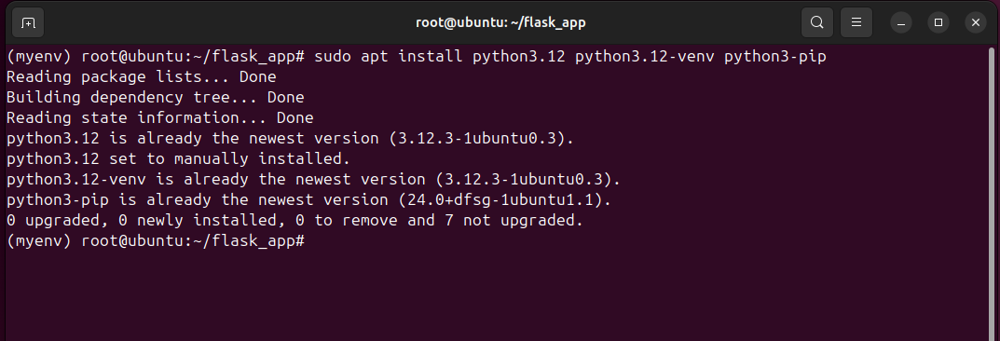 root@ubuntu: ~/flask_app
(myenv) root@ubuntu:~/flask_app# sudo apt install python3.12 python3.12-venv python3-pip
Reading package lists... Done
Building dependency tree... Done
Reading state information... Done
python3.12 is already the newest version (3.12.3-1ubuntu0.3).
python3.12 set to manually installed.
python3.12-venv is already the newest version (3.12.3-1ubuntu0.3).
python3-pip is already the newest version (24.0+dfsg-1ubuntu1.1).
0 upgraded, 0 newly installed, 0 to remove and 7 not upgraded.
(myenv) root@ubuntu:~/flask_app#